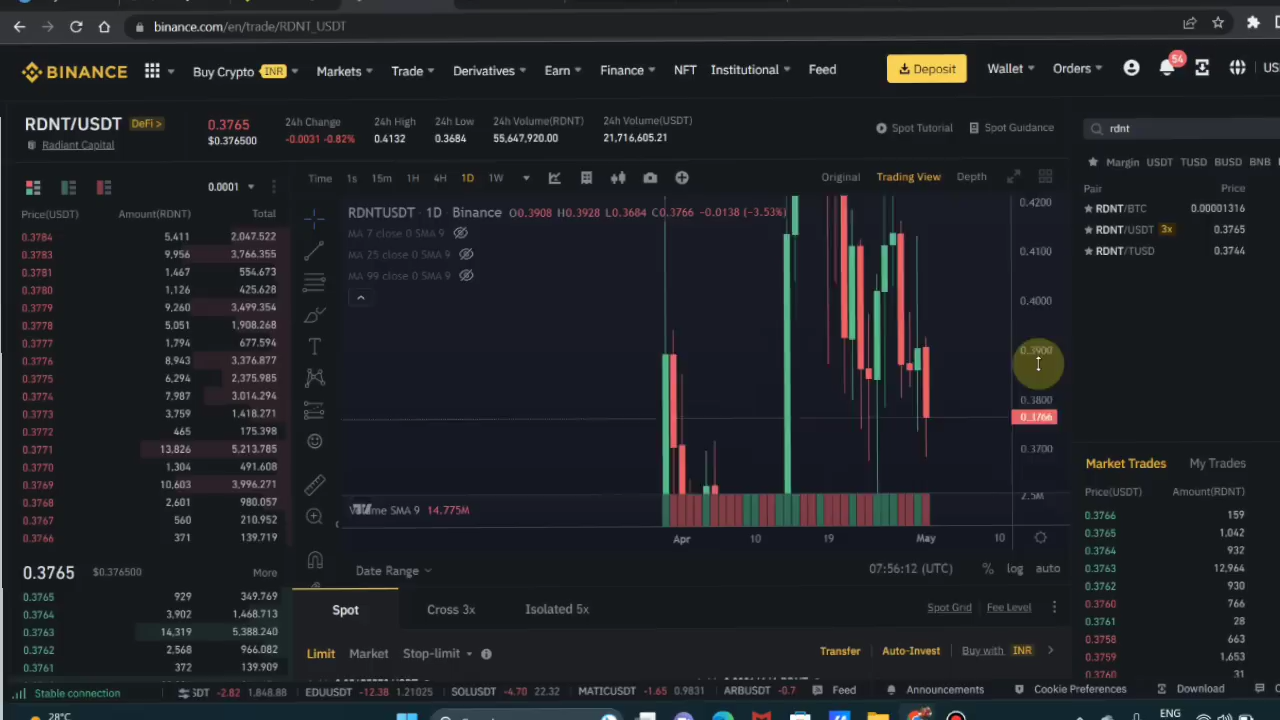 binance.com/en/trade/RDNT_USDT
BINANCE Buy Crypto INR Markets Trade Derivatives Earn Finance NFT Institutional Feed Deposit Wallet Orders 54 US
RDNT/USDT DeFi >
Radiant Capital
0.3765
$0.376500
24h Change
-0.0031 -0.82%
24h High
0.4132
24h Low
0.3684
24h Volume(RDNT)
55,647,920.00
24h Volume(USDT)
21,716,605.21
Spot Tutorial Spot Guidance
rdnt
Margin USDT TUSD BUSD BNB
Pair Price
RDNT/BTC 0.00001316
RDNT/USDT 3x 0.3765
RDNT/TUSD 0.3744
0.0001
Price(USDT) Amount(RDNT) Total
0.3784 5,411 2,047.522
0.3783 9,956 3,766.355
0.3781 1,467 554.673
0.3780 1,126 425.628
0.3779 9,260 3,499.354
0.3778 5,051 1,908.268
0.3777 1,794 677.594
0.3776 8,943 3,376.877
0.3775 6,294 2,375.985
0.3774 7,987 3,014.294
0.3773 3,759 1,418.271
0.3772 465 175.398
0.3771 13,826 5,213.785
0.3770 1,304 491.608
0.3769 10,603 3,996.271
0.3768 2,601 980.057
0.3767 560 210.952
0.3766 371 139.719
0.3765 $0.376500 More
0.3765 929 349.769
0.3764 3,902 1,468.713
0.3763 14,319 5,388.240
0.3762 2,568 966.082
0.3761 372 139.909
Time 1s 15m 1H 4H 1D 1W Original Trading View Depth
RDNTUSDT · 1D Binance O0.3908 H0.3928 L0.3684 C0.3766 -0.0138 (-3.53%)
MA 7 close 0 SMA 9
MA 25 close 0 SMA 9
MA 99 close 0 SMA 9
0.4200
0.4100
0.4000
0.3900
0.3800
0.3766
0.3700
2.5M
SMA 9 14.775M
Apr 10 19 May 10
Date Range 07:56:12 (UTC) % log auto
Spot Cross 3x Isolated 5x Spot Grid Fee Level
Limit Market Stop-limit Transfer Auto-Invest Buy with INR
Market Trades My Trades
Price(USDT) Amount(RDNT)
0.3766 159
0.3765 1,042
0.3764 932
0.3763 12,964
0.3762 930
0.3760 766
0.3761 28
0.3758 663
0.3759 1,653
0.3760 31
Stable connection SDT -2.82 1,848.88 EDUUSDT -12.38 1.21025 SOLUSDT -4.70 22.32 MATICUSDT -1.65 0.9831 ARBUSDT -0.7 Feed Announcements Cookie Preferences Download
28°C ENG